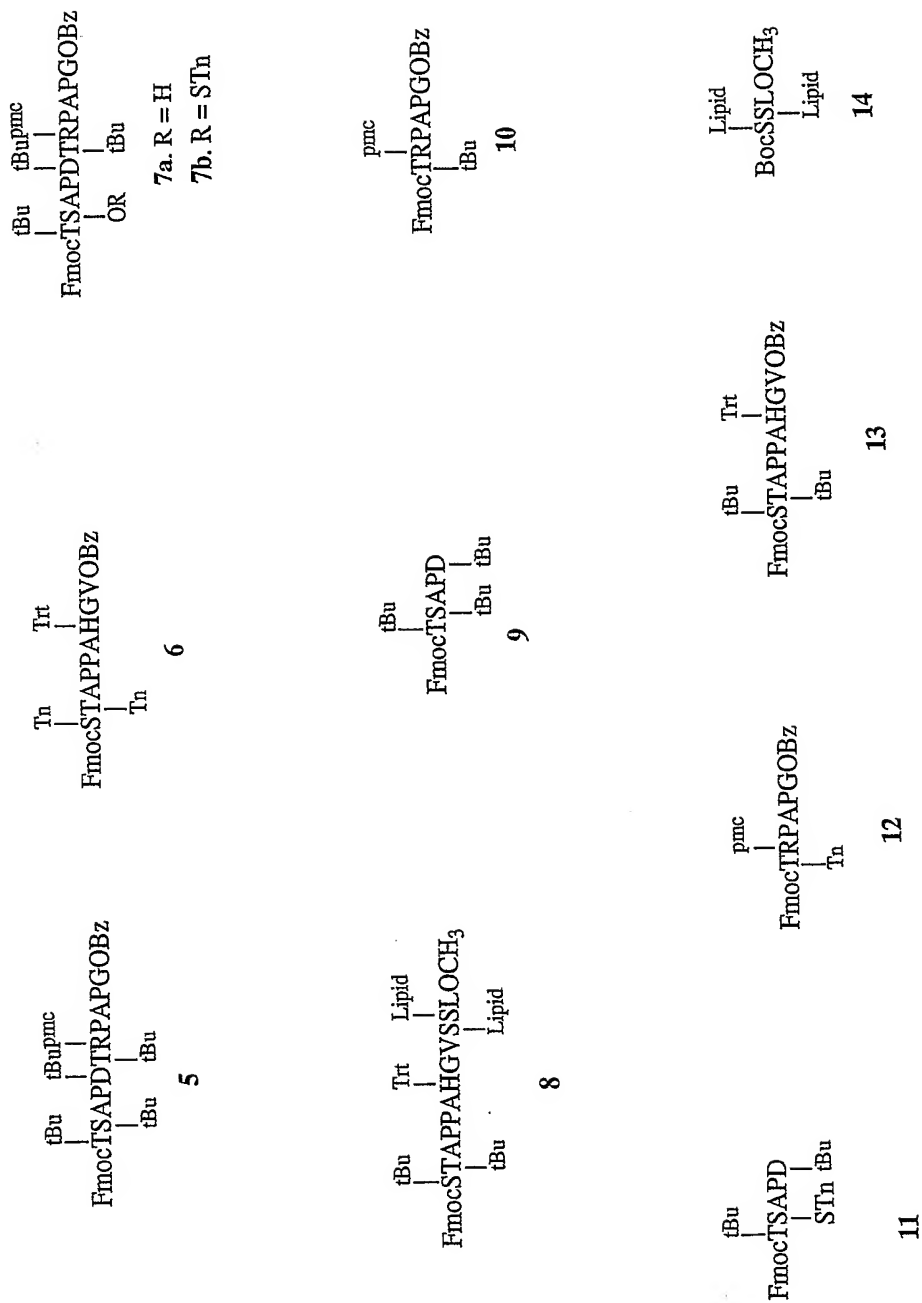 tBu tBupmc
FmocTSAPDTRPAPGOBz
tBu tBu
5
Tn Trt
FmocSTAPPAHGVOBz
Tn
6
tBu tBupmc
FmocTSAPDTRPAPGOBz
OR tBu
7a. R = H
7b. R = STn
tBu Trt Lipid
FmocSTAPPAHGVSSLOCH3
tBu Lipid
8
tBu
FmocTSAPD
tBu tBu
9
pmc
FmocTRPAPGOBz
tBu
10
tBu
FmocTSAPD
STn tBu
11
pmc
FmocTRPAPGOBz
Tn
12
tBu Trt
FmocSTAPPAHGVOBz
tBu
13
Lipid
BocSSLOCH3
Lipid
14